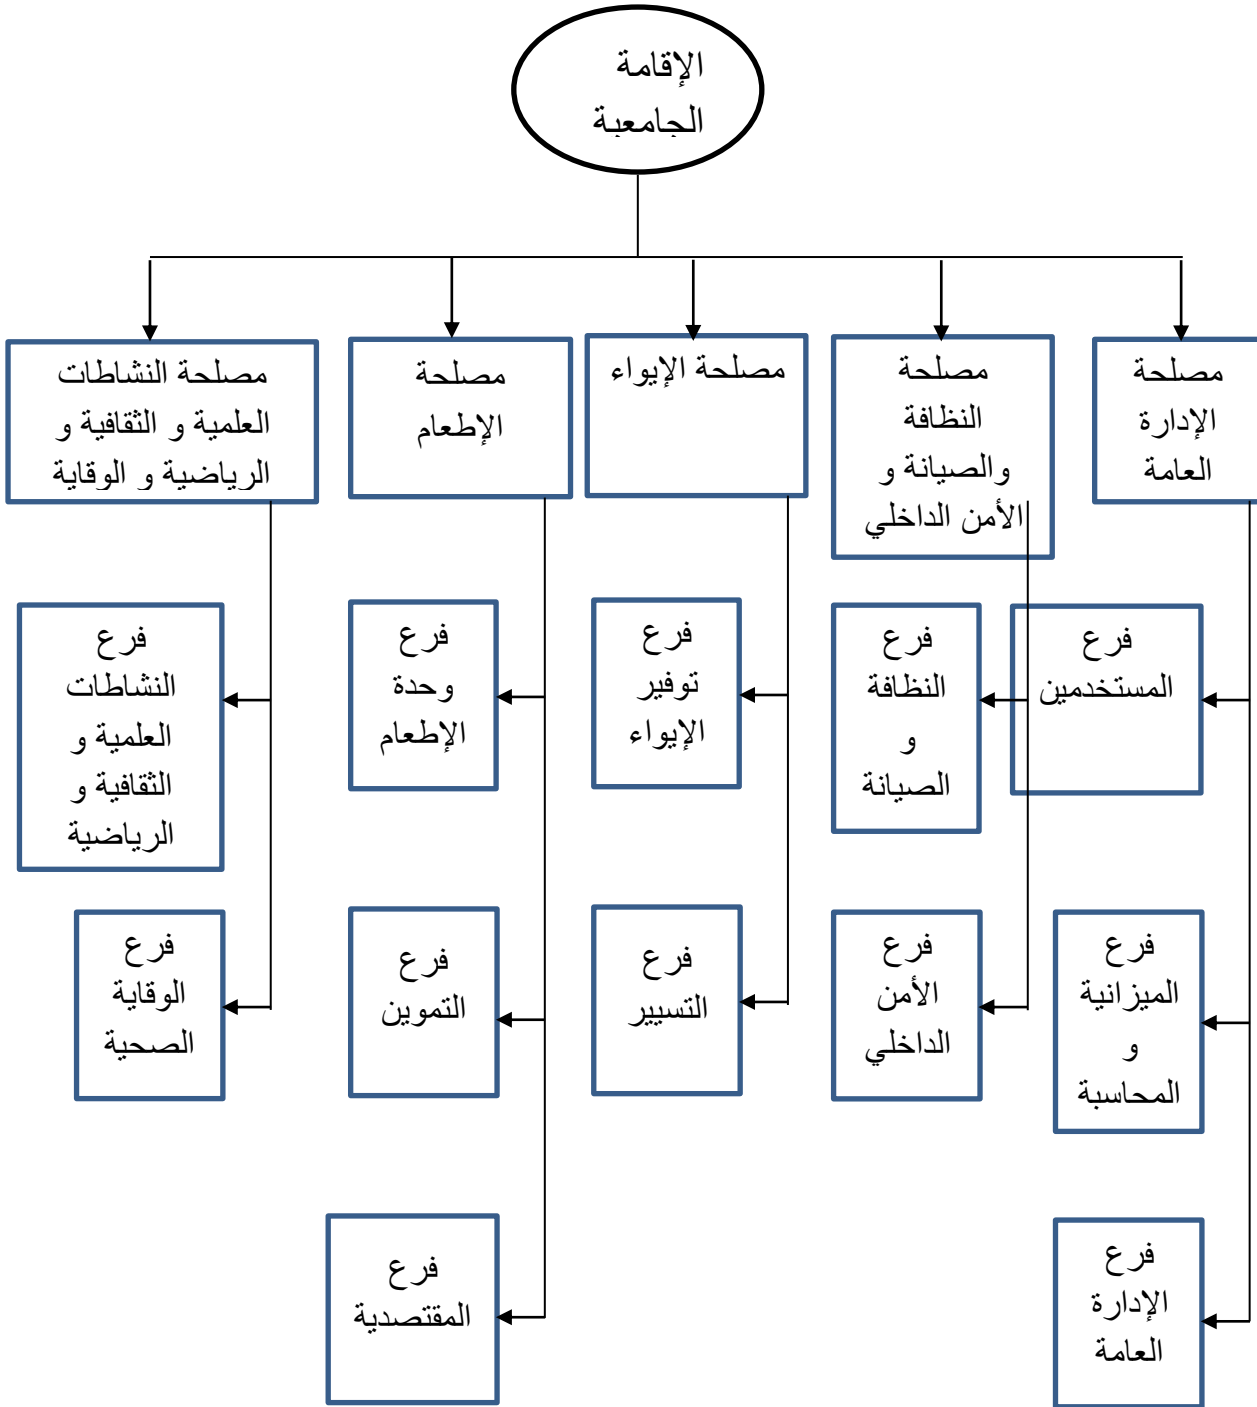 الإقامة
الجامعية
مصلحة
الإدارة
العامة
مصلحة
النظافة
والصيانة و
الأمن الداخلي
مصلحة الإيواء
مصلحة
الإطعام
مصلحة النشاطات
العلمية و الثقافية و
الرياضية و الوقاية
فرع
المستخدمين
فرع
النظافة
و
الصيانة
فرع
توفير
الإيواء
فرع
وحدة
الإطعام
فرع
النشاطات
العلمية و
الثقافية و
الرياضية
فرع
الميزانية
و
المحاسبة
فرع
الأمن
الداخلي
فرع
التسيير
فرع
التموين
فرع
الوقاية
الصحية
فرع
الإدارة
العامة
فرع
المقتصدية